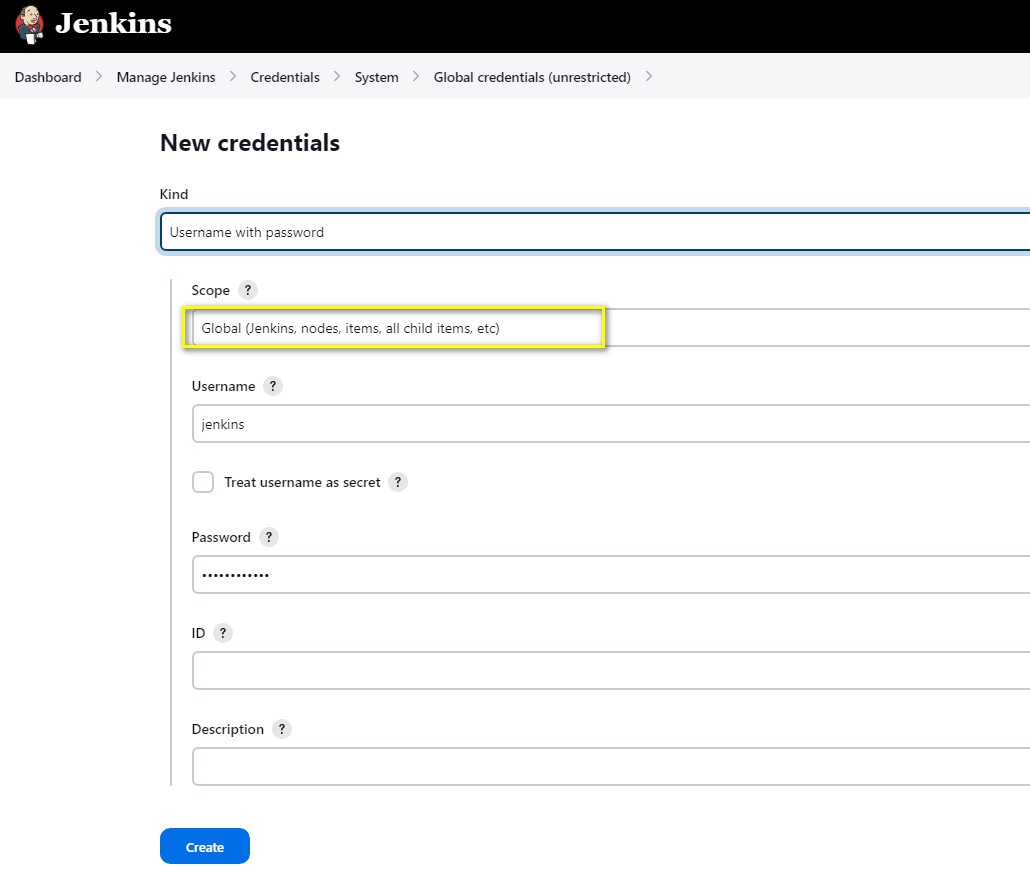 Jenkins
Dashboard > Manage Jenkins > Credentials > System > Global credentials (unrestricted) >
New credentials
Kind
Username with password
Scope ?
Global (Jenkins, nodes, items, all child items, etc)
Username ?
jenkins
Treat username as secret ?
Password ?
••••••••••••
ID ?
Description ?
Create